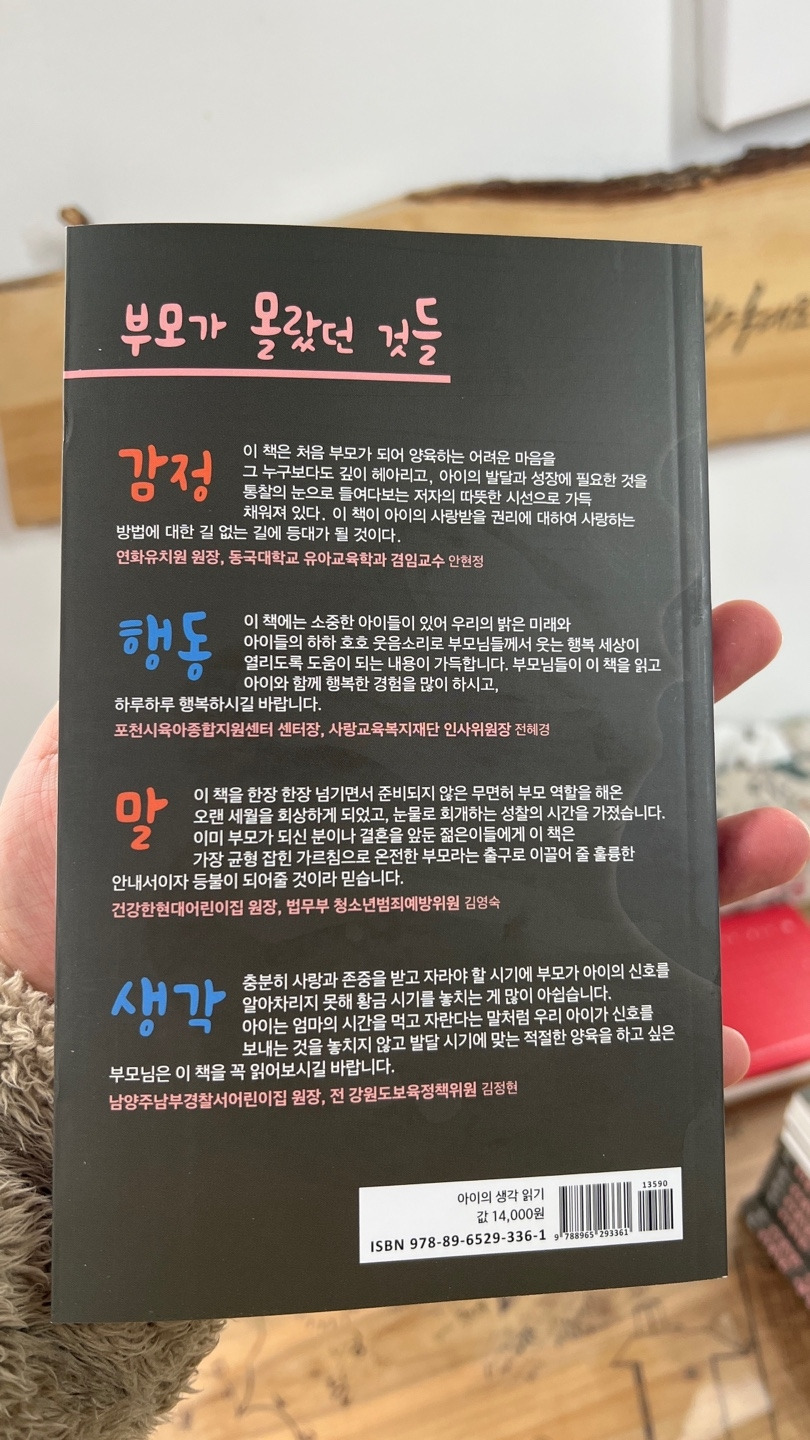 부모가 몰랐던 것들
감정
이 책은 처음 부모가 되어 양육하는 어려운 마음을
그 누구보다도 깊이 헤아리고, 아이의 발달과 성장에 필요한 것을
통찰의 눈으로 들여다보는 저자의 따뜻한 시선으로 가득
채워져 있다. 이 책이 아이의 사랑받을 권리에 대하여 사랑하는
방법에 대한 길 없는 길에 등대가 될 것이다.
연화유치원 원장, 동국대학교 유아교육학과 겸임교수 안현정
행동
이 책에는 소중한 아이들이 있어 우리의 밝은 미래와
아이들의 하하 호호 웃음소리로 부모님들께서 웃는 행복 세상이
열리도록 도움이 되는 내용이 가득합니다. 부모님들이 이 책을 읽고
아이와 함께 행복한 경험을 많이 하시고,
하루하루 행복하시길 바랍니다.
포천시육아종합지원센터 센터장, 사랑교육복지재단 인사위원장 전혜경
말
이 책을 한장 한장 넘기면서 준비되지 않은 무면허 부모 역할을 해온
오랜 세월을 회상하게 되었고, 눈물로 회개하는 성찰의 시간을 가졌습니다.
이미 부모가 되신 분이나 결혼을 앞둔 젊은이들에게 이 책은
가장 균형 잡힌 가르침으로 온전한 부모라는 출구로 이끌어 줄 훌륭한
안내서이자 등불이 되어줄 것이라 믿습니다.
건강한현대어린이집 원장, 법무부 청소년범죄예방위원 김영숙
생각
충분히 사랑과 존중을 받고 자라야 할 시기에 부모가 아이의 신호를
알아차리지 못해 황금 시기를 놓치는 게 많이 아쉽습니다.
아이는 엄마의 시간을 먹고 자란다는 말처럼 우리 아이가 신호를
보내는 것을 놓치지 않고 발달 시기에 맞는 적절한 양육을 하고 싶은
부모님은 이 책을 꼭 읽어보시길 바랍니다.
남양주남부경찰서어린이집 원장, 전 강원도보육정책위원 김정현
아이의 생각 읽기
값 14,000원
ISBN 978-89-6529-336-1
13590
9 788965 293361